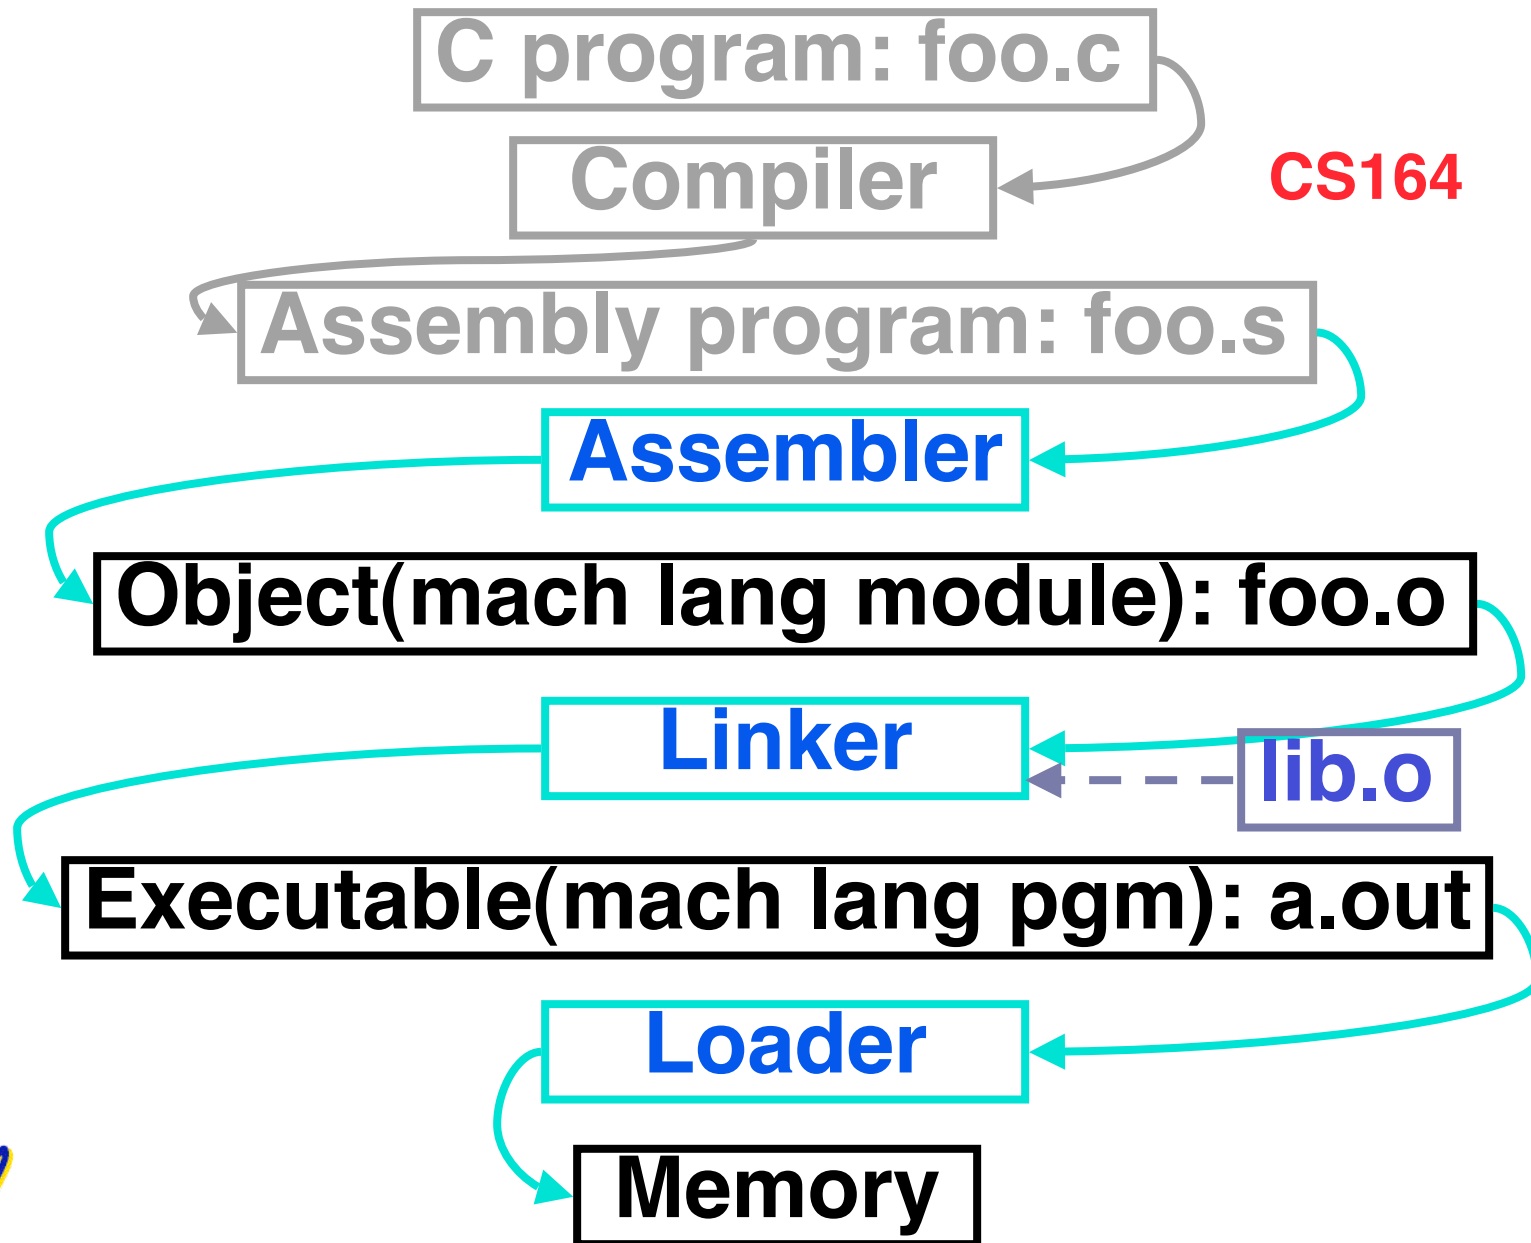 C program: foo.c
Compiler
CS164
Assembly program: foo.s
Assembler
Object(mach lang module): foo.o
Linker
lib.o
Executable(mach lang pgm): a.out
Loader
Memory